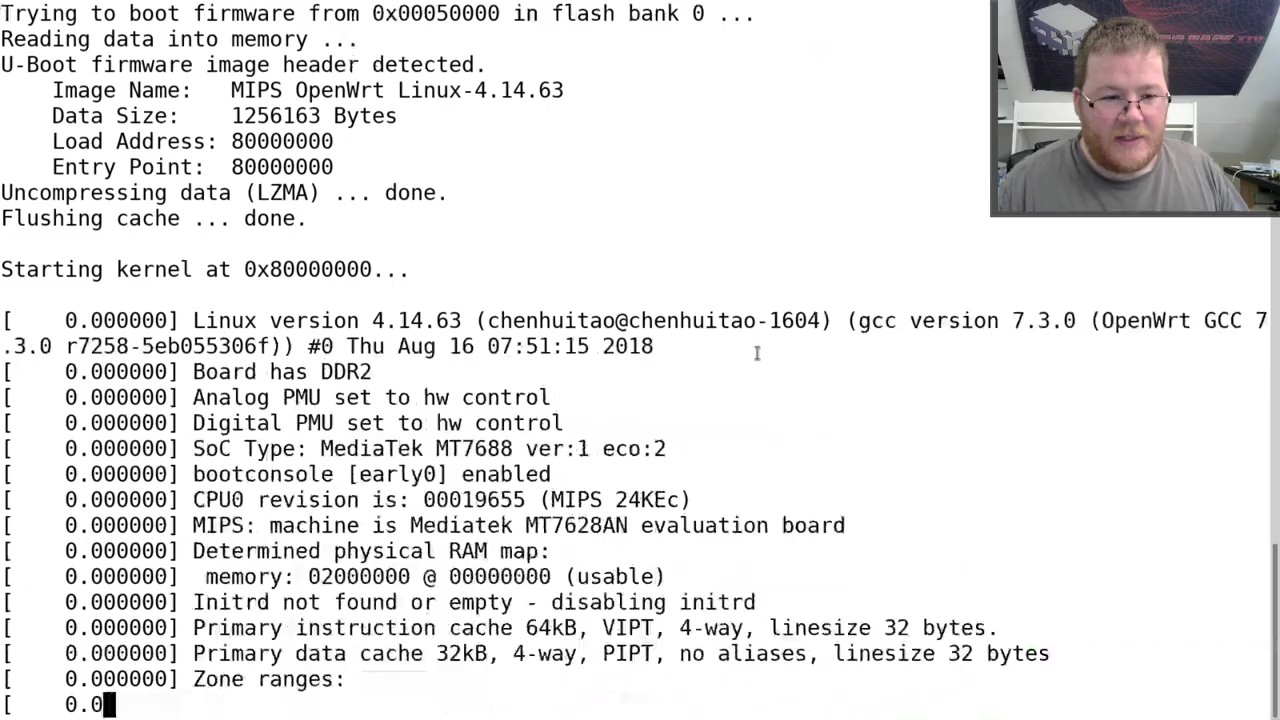 Trying to boot firmware from 0x00050000 in flash bank 0 ...
Reading data into memory ...
U-Boot firmware image header detected.
    Image Name:   MIPS OpenWrt Linux-4.14.63
    Data Size:    1256163 Bytes
    Load Address: 80000000
    Entry Point:  80000000
Uncompressing data (LZMA) ... done.
Flushing cache ... done.
Starting kernel at 0x80000000...
[    0.000000] Linux version 4.14.63 (chenhuitao@chenhuitao-1604) (gcc version 7.3.0 (OpenWrt GCC 7
.3.0 r7258-5eb055306f)) #0 Thu Aug 16 07:51:15 2018
[    0.000000] Board has DDR2
[    0.000000] Analog PMU set to hw control
[    0.000000] Digital PMU set to hw control
[    0.000000] SoC Type: MediaTek MT7688 ver:1 eco:2
[    0.000000] bootconsole [early0] enabled
[    0.000000] CPU0 revision is: 00019655 (MIPS 24KEc)
[    0.000000] MIPS: machine is Mediatek MT7628AN evaluation board
[    0.000000] Determined physical RAM map:
[    0.000000]  memory: 02000000 @ 00000000 (usable)
[    0.000000] Initrd not found or empty - disabling initrd
[    0.000000] Primary instruction cache 64kB, VIPT, 4-way, linesize 32 bytes.
[    0.000000] Primary data cache 32kB, 4-way, PIPT, no aliases, linesize 32 bytes
[    0.000000] Zone ranges:
[    0.0